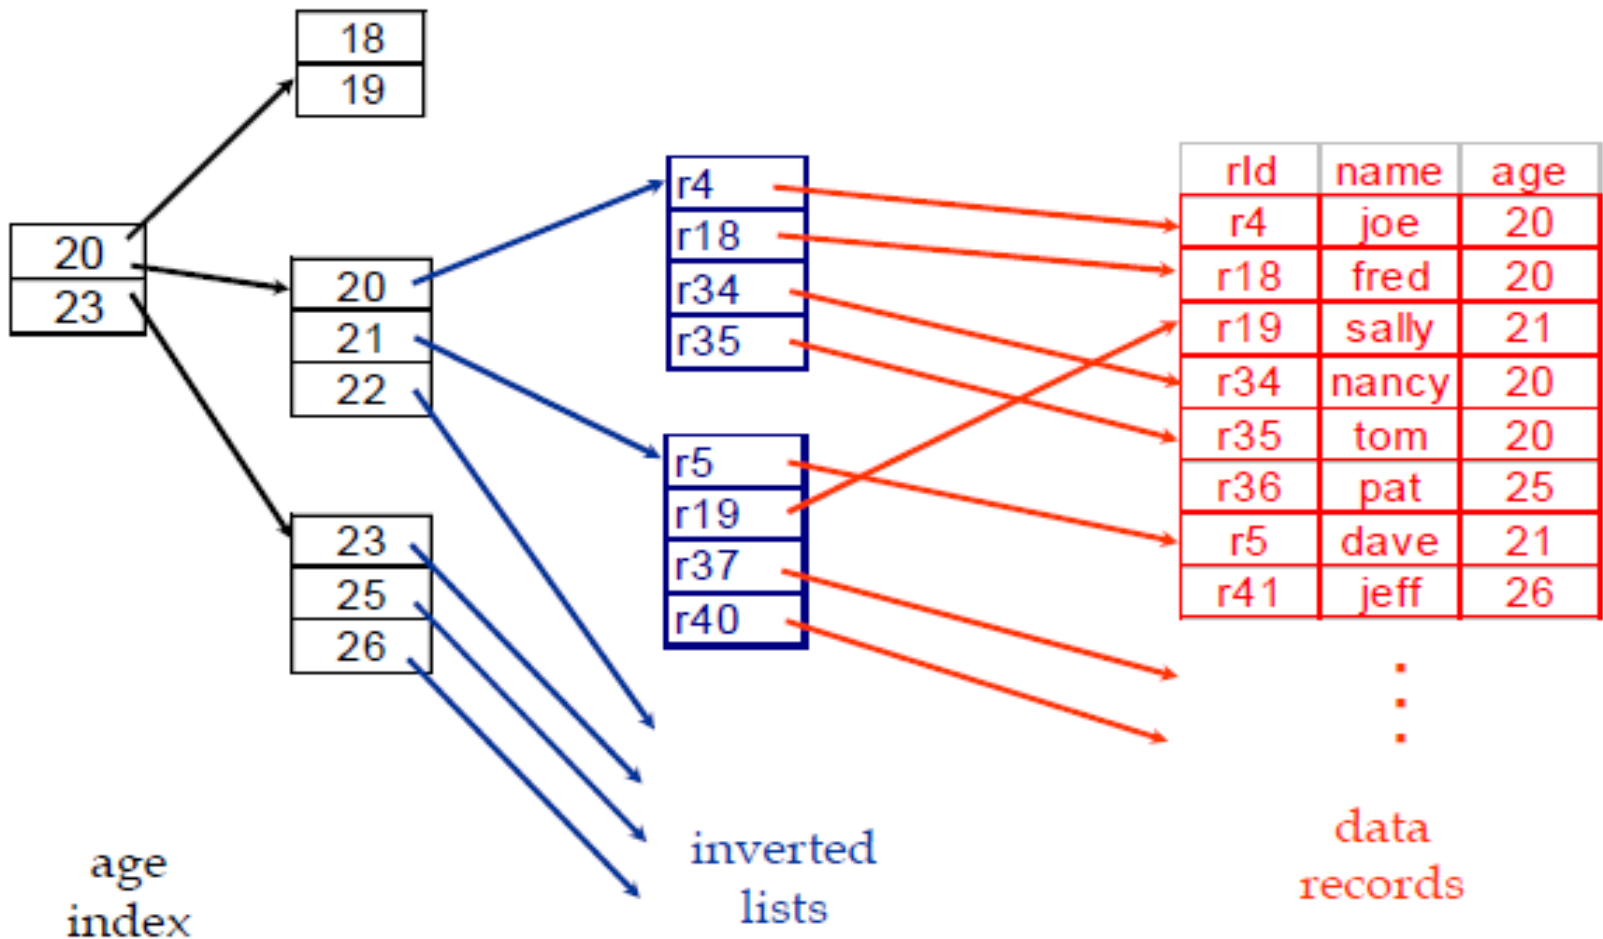 18
19
20
23
20
21
22
23
25
26
r4
r18
r34
r35
r5
r19
r37
r40
rId name age
r4 joe 20
r18 fred 20
r19 sally 21
r34 nancy 20
r35 tom 20
r36 pat 25
r5 dave 21
r41 jeff 26
age
index
inverted
lists
data
records